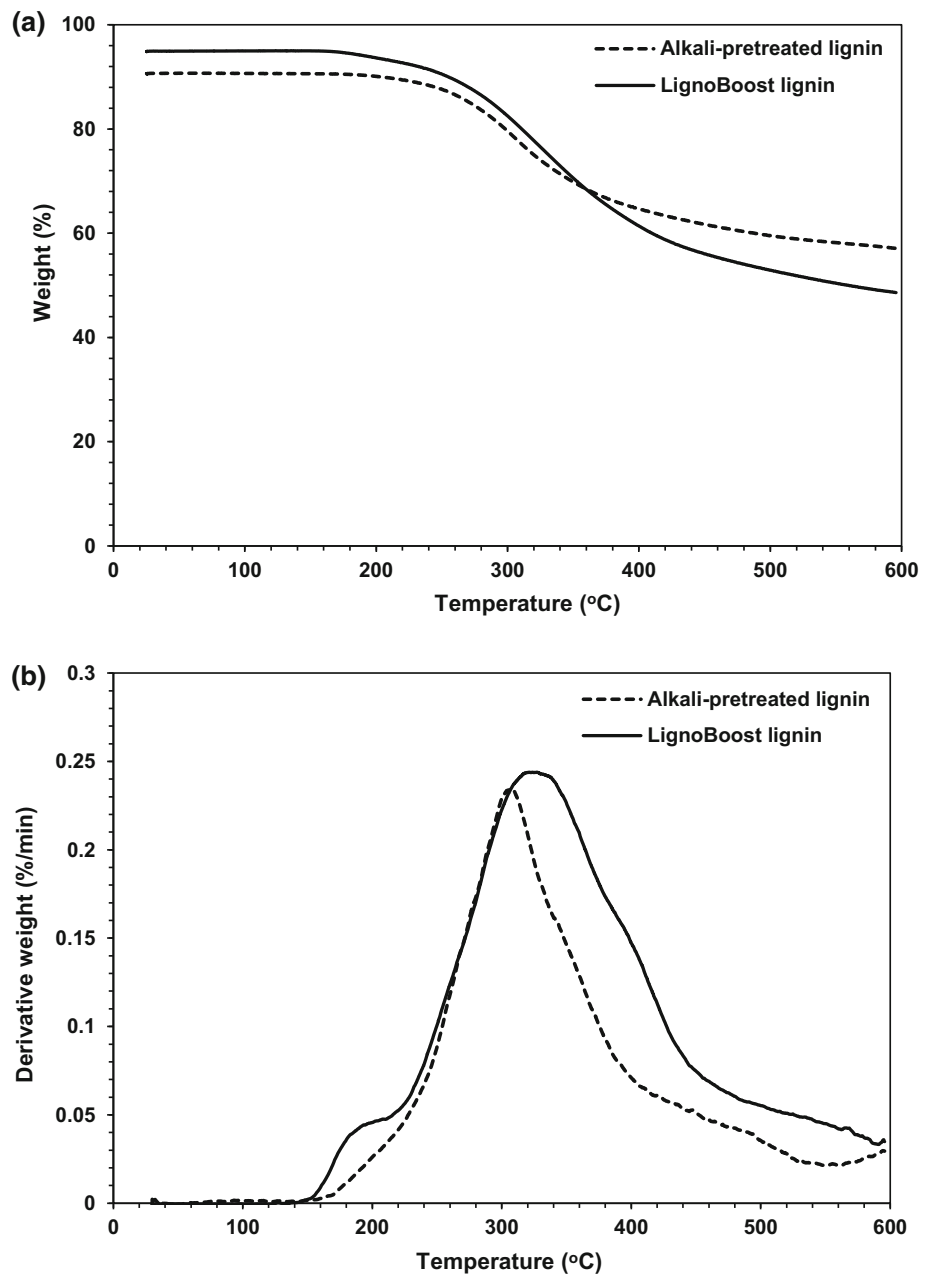 (a)
100
80
60
40
20
0
Weight (%)
Alkali-pretreated lignin
LignoBoost lignin
0 100 200 300 400 500 600
Temperature (oC)
(b)
0.3
0.25
0.2
0.15
0.1
0.05
0
Derivative weight (%/min)
Alkali-pretreated lignin
LignoBoost lignin
0 100 200 300 400 500 600
Temperature (oC)